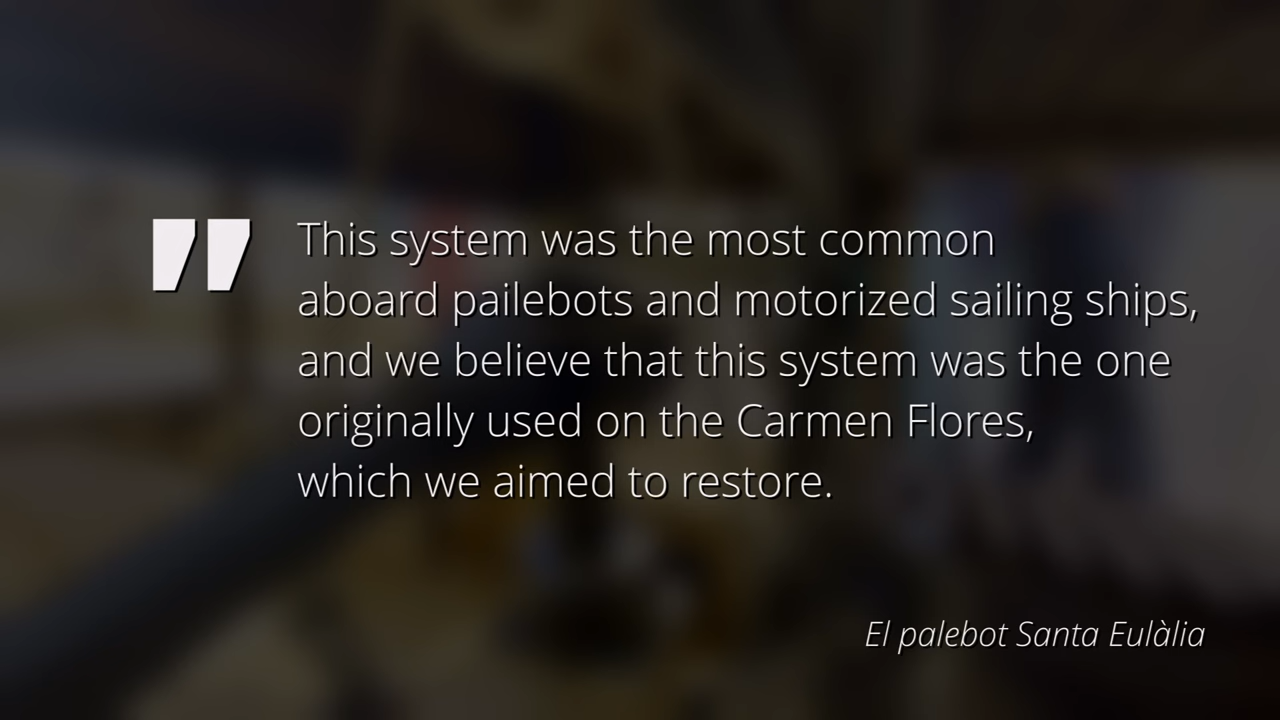 " This system was the most common
aboard pailebots and motorized sailing ships,
and we believe that this system was the one
originally used on the Carmen Flores,
which we aimed to restore.
El palebot Santa Eulàlia